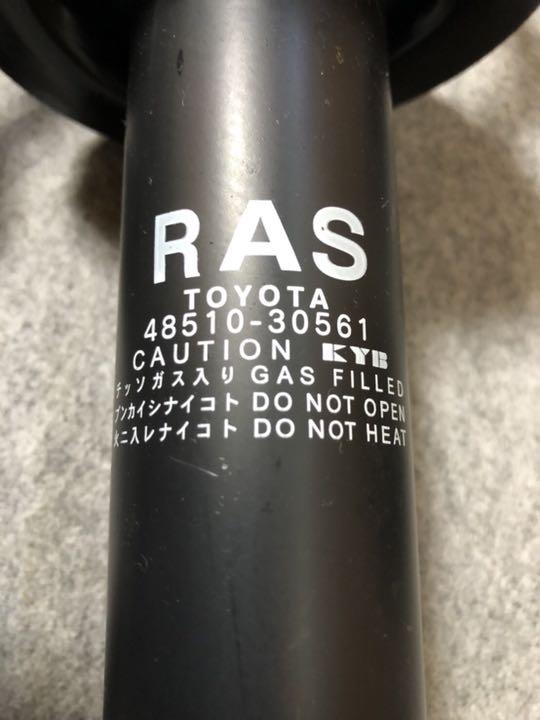 RAS
TOYOTA
48510-30561
CAUTION KYB
チッソガス入り GAS FILLED
ブンカイシナイコト DO NOT OPEN
火ニ入レナイコト DO NOT HEAT